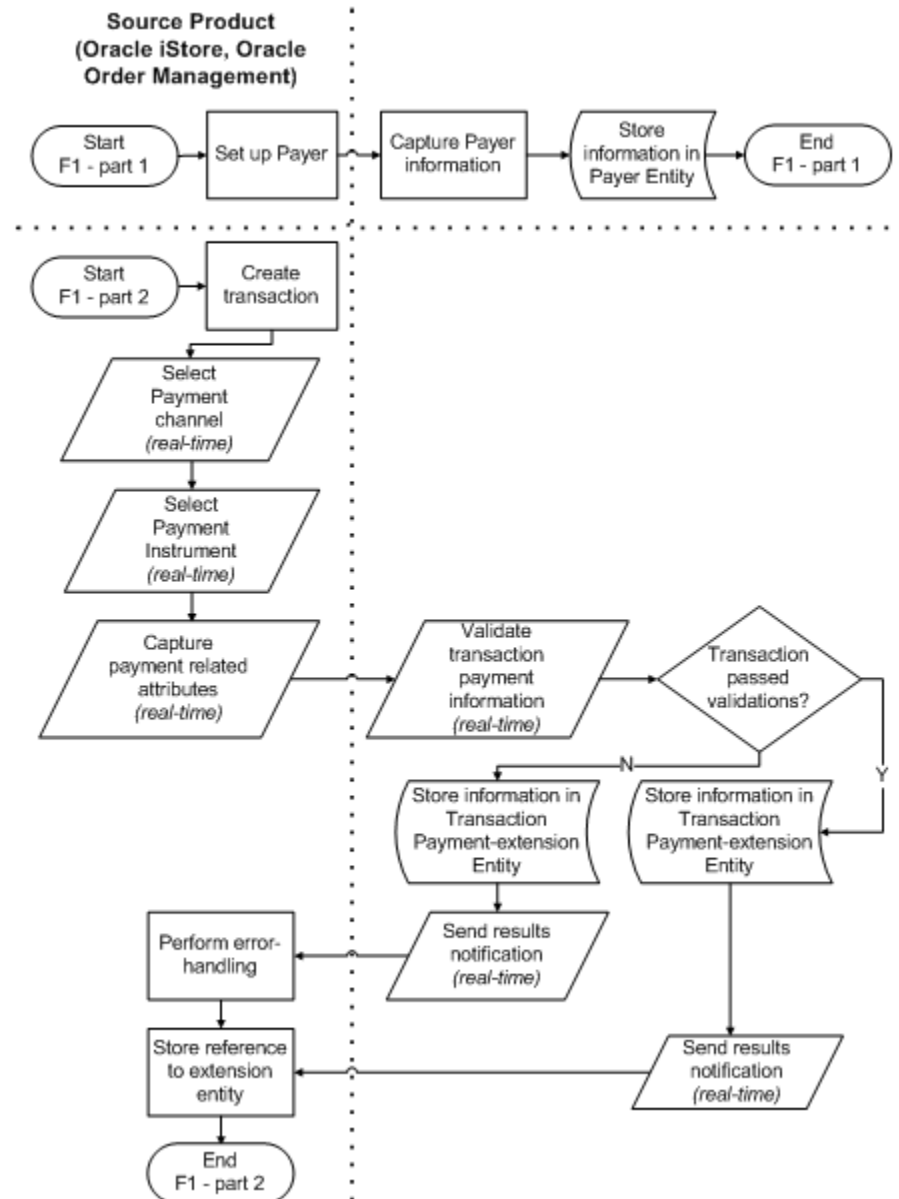 Source Product
(Oracle iStore, Oracle
Order Management)
Start
F1 - part 1
Set up Payer
Capture Payer
information
Store
information in
Payer Entity
End
F1 - part 1
Start
F1 - part 2
Create
transaction
Select
Payment
channel
(real-time)
Select
Payment
Instrument
(real-time)
Capture
payment related
attributes
(real-time)
Validate
transaction
payment
information
(real-time)
Transaction
passed
validations?
N
Y
Store information in
Transaction
Payment-extension
Entity
Store information in
Transaction
Payment-extension
Entity
Send results
notification
(real-time)
Perform error-
handling
Store reference
to extension
entity
Send results
notification
(real-time)
End
F1 - part 2